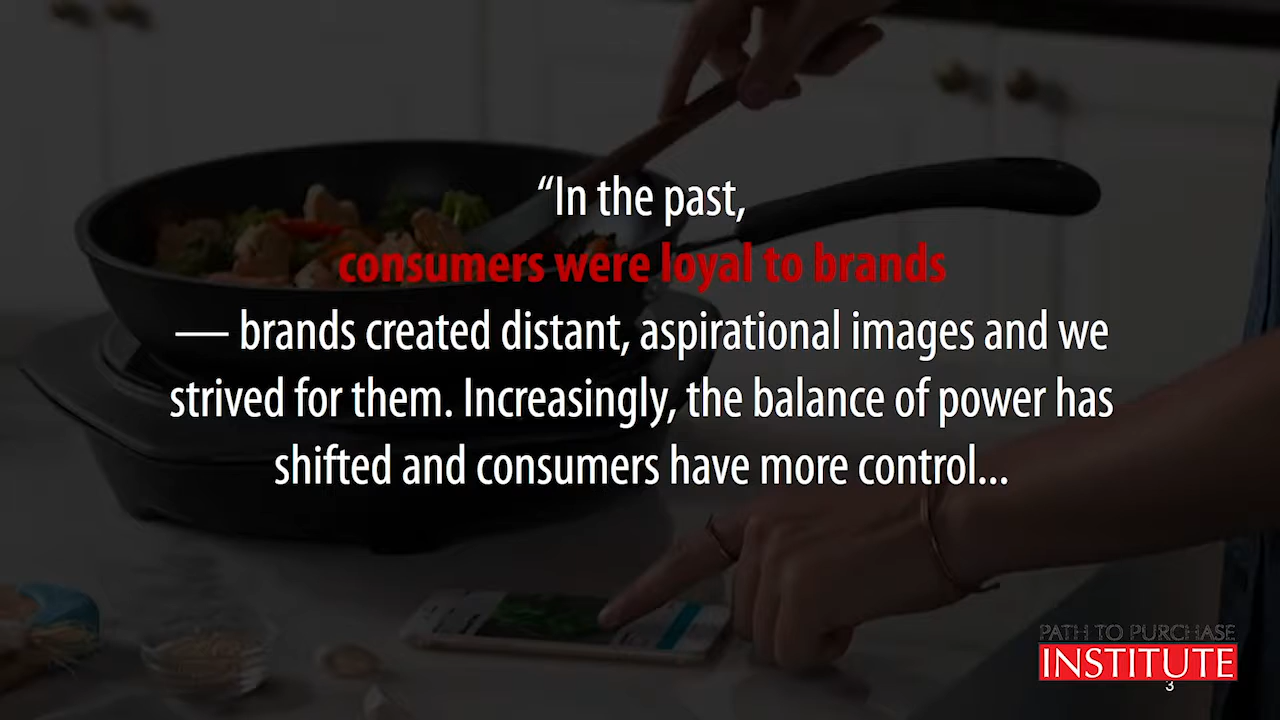 “In the past,
consumers were loyal to brands
— brands created distant, aspirational images and we
strived for them. Increasingly, the balance of power has
shifted and consumers have more control...
PATH TO PURCHASE
INSTITUTE
3